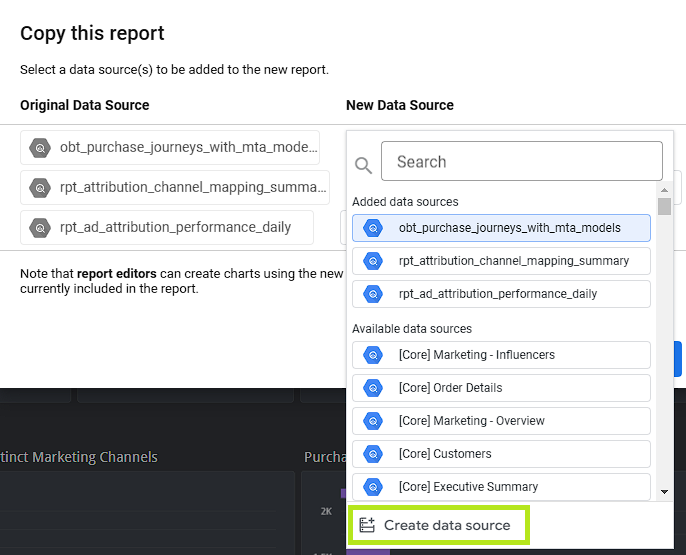 Copy this report
Select a data source(s) to be added to the new report.
Original Data Source
New Data Source
obt_purchase_journeys_with_mta_mode...
rpt_attribution_channel_mapping_summa...
rpt_ad_attribution_performance_daily
Note that report editors can create charts using the new
currently included in the report.
Search
Added data sources
obt_purchase_journeys_with_mta_models
rpt_attribution_channel_mapping_summary
rpt_ad_attribution_performance_daily
Available data sources
[Core] Marketing - Influencers
[Core] Order Details
[Core] Marketing - Overview
[Core] Customers
[Core] Executive Summary
Create data source
tinct Marketing Channels
Purcha
2K